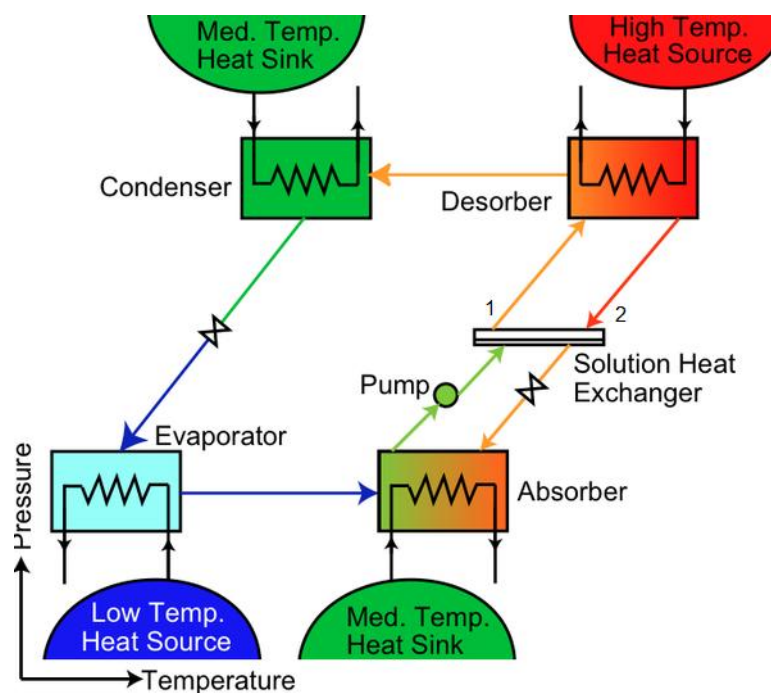 Med. Temp.
Heat Sink
High Temp.
Heat Source
Condenser
Desorber
1
2
Solution Heat
Exchanger
Pump
Evaporator
Absorber
Pressure
Low Temp.
Heat Source
Med. Temp.
Heat Sink
Temperature